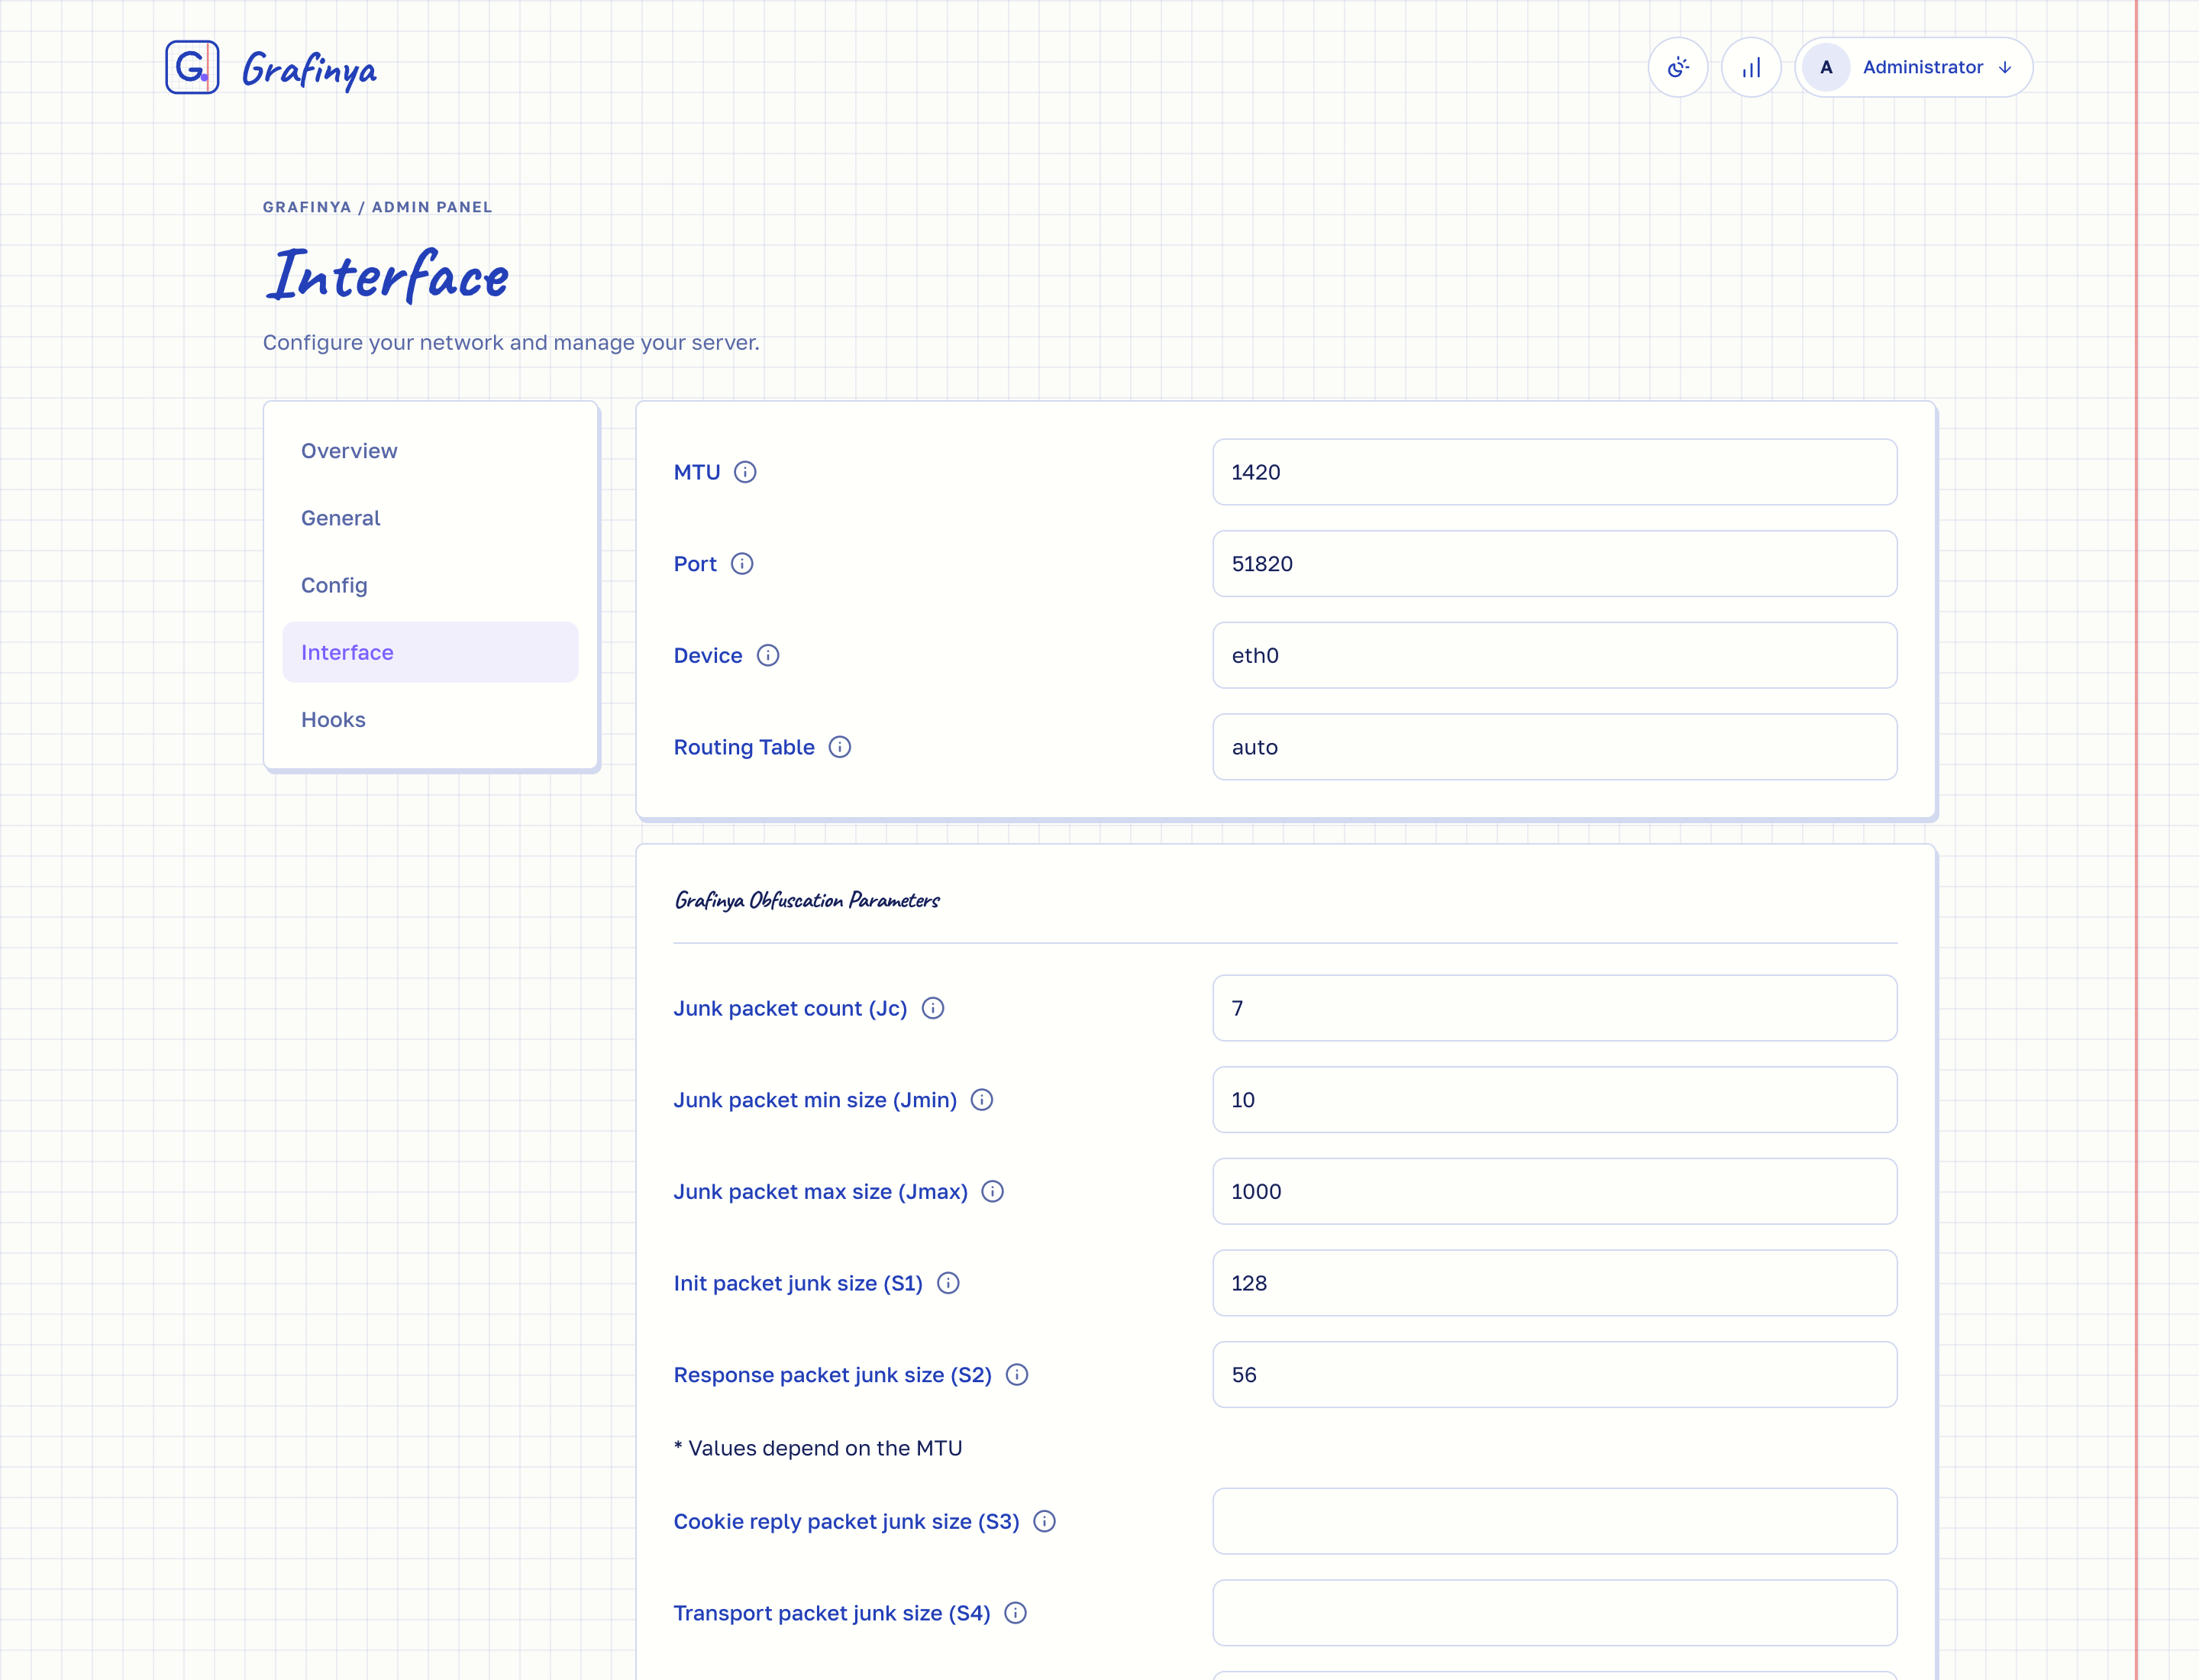 G.
Grafinya
A
Administrator
GRAFINYA / ADMIN PANEL
Interface
Configure your network and manage your server.
Overview
General
Config
Interface
Hooks
MTU
1420
Port
51820
Device
eth0
Routing Table
auto
Grafinya Obfuscation Parameters
Junk packet count (Jc)
7
Junk packet min size (Jmin)
10
Junk packet max size (Jmax)
1000
Init packet junk size (S1)
128
Response packet junk size (S2)
56
* Values depend on the MTU
Cookie reply packet junk size (S3)
Transport packet junk size (S4)